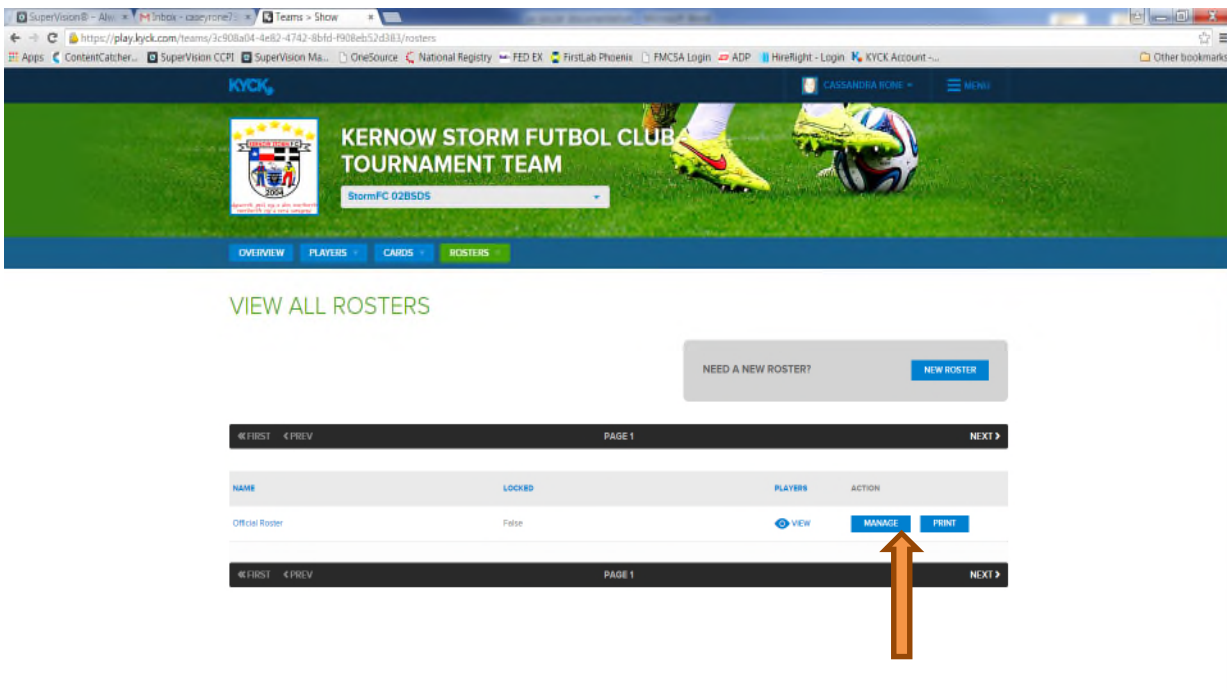 SuperVision® - Ale
Inbox - caseyrone7
Teams > Show
https://play.kyck.com/teams/3c908a04-4e82-4742-8bfd-f908eb52d383/rosters
Apps ContentCatcher... SuperVision CCPI SuperVision Ma... OneSource National Registry FED EX FirstLab Phoenix FMCSA Login ADP HireRight - Login KYCK Account -... Other bookmarks
KYCK CASSANDRA RONE MENU
KERNOW STORM FUTBOL CLUB
TOURNAMENT TEAM
2004
StormFC 02BSDS
OVERVIEW PLAYERS CARDS ROSTERS
VIEW ALL ROSTERS
NEED A NEW ROSTER? NEW ROSTER
FIRST PREV PAGE 1 NEXT
NAME LOCKED PLAYERS ACTION
Official Roster False VIEW MANAGE PRINT
FIRST PREV PAGE 1 NEXT